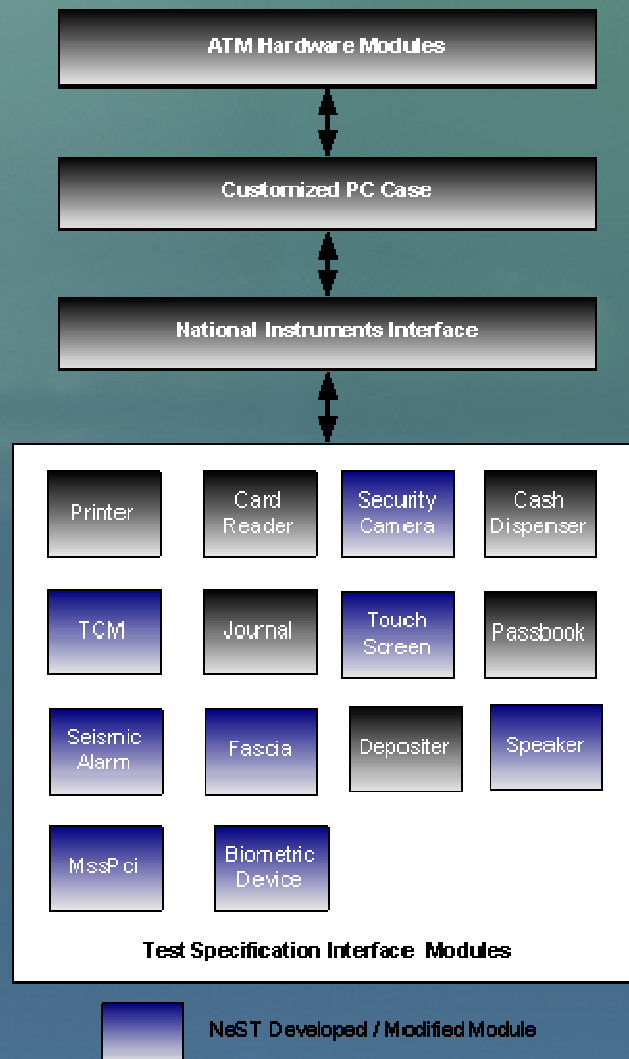 ATM Hardware Modules
Customized PC Case
National Instruments Interface
Printer
Card
Reader
Security
Camera
Cash
Dispenser
TCM
Journal
Touch
Screen
Passbook
Seismic
Alarm
Fascia
Depositer
Speaker
MssPci
Biometric
Device
Test Specification Interface Modules
NeST Developed / Modified Module